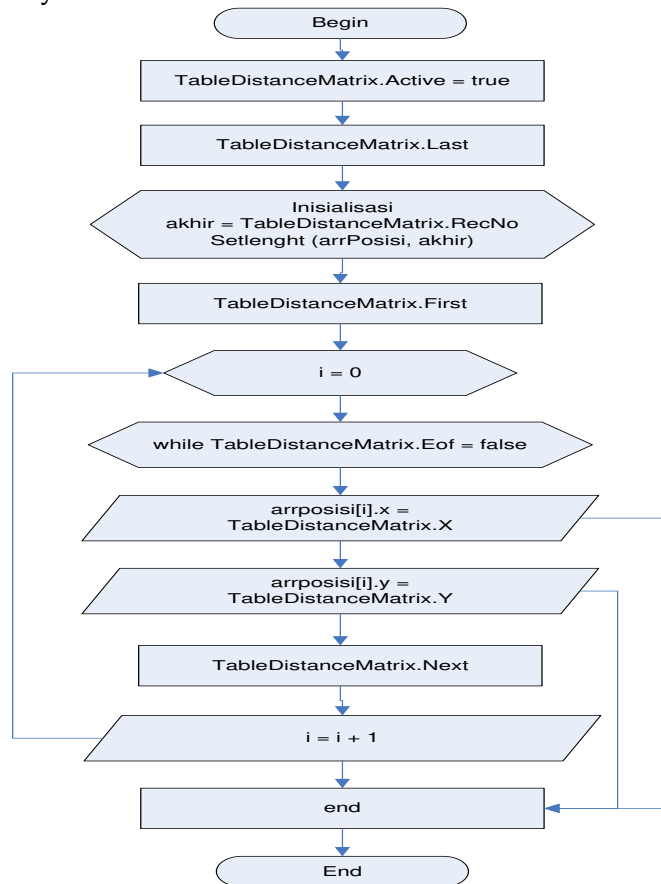 Begin
TableDistanceMatrix.Active = true
TableDistanceMatrix.Last
Inisialisasi
akhir = TableDistanceMatrix.RecNo
Setlenght (arrPosisi, akhir)
TableDistanceMatrix.First
i = 0
while TableDistanceMatrix.Eof = false
arrposisi[i].x =
TableDistanceMatrix.X
arrposisi[i].y =
TableDistanceMatrix.Y
TableDistanceMatrix.Next
i = i + 1
end
End